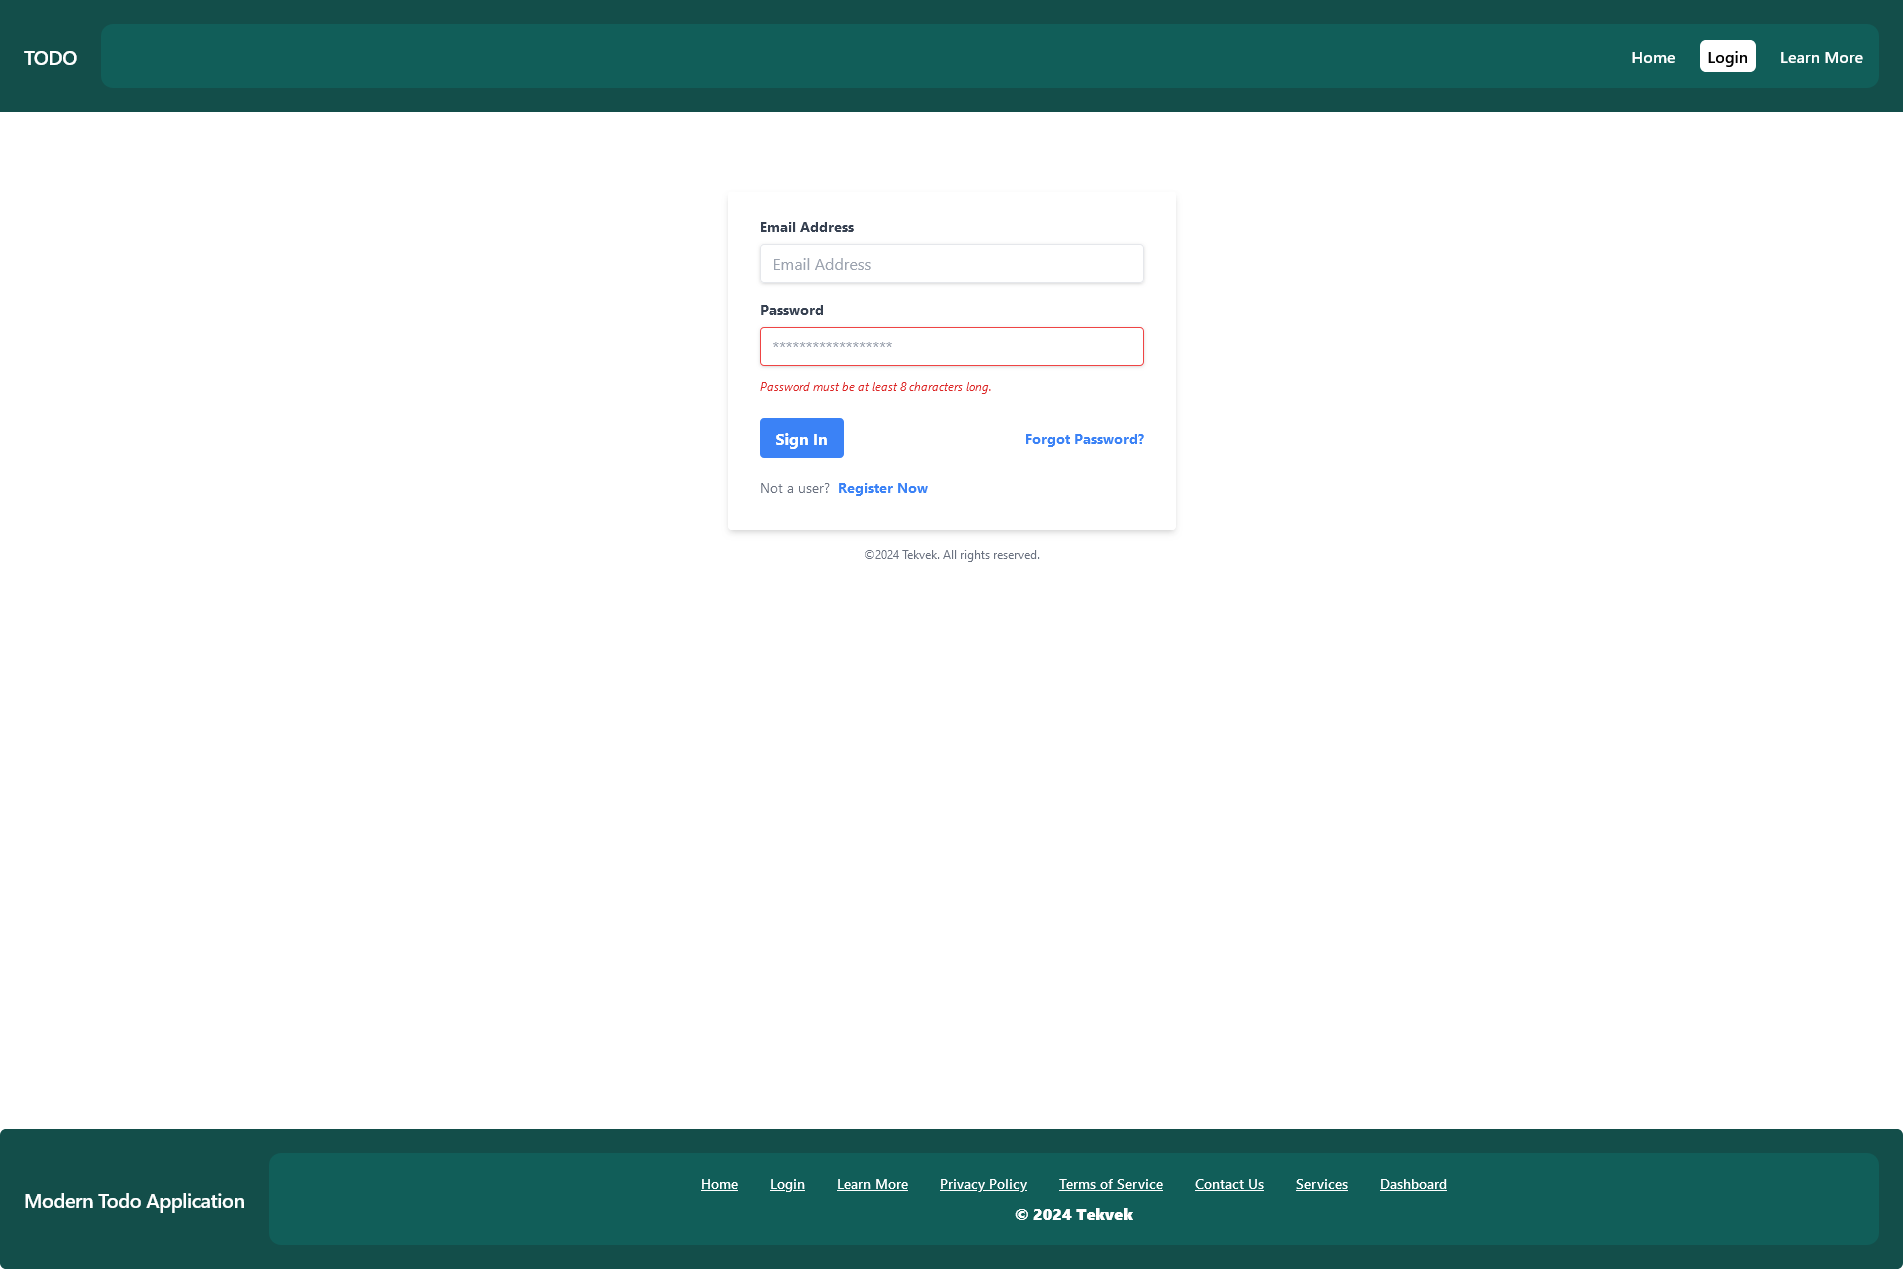 TODO
Home Login Learn More
Email Address
Email Address
Password
******************
Password must be at least 8 characters long.
Sign In Forgot Password?
Not a user? Register Now
©2024 Tekvek. All rights reserved.
Modern Todo Application
Home Login Learn More Privacy Policy Terms of Service Contact Us Services Dashboard
© 2024 Tekvek